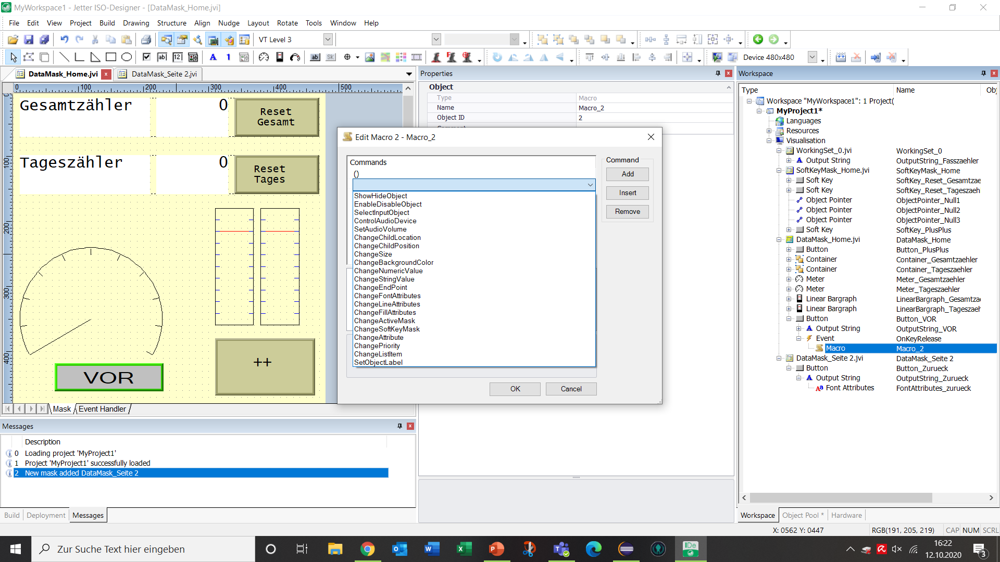 MyWorkspace1 - Jetter ISO-Designer - [DataMask_Home.jvi]
File Edit View Project Build Drawing Structure Align Nudge Layout Rotate Tools Window Help
VT Level 3
Device 480x480
DataMask_Home.jvi
DataMask_Seite 2.jvi
0 100 200 300 400 500
100
200
300
400
Gesamtzähler
0
Reset
Gesamt
Tageszähler
0
Reset
Tages
VOR
++
Mask
Event Handler
Messages
Description
0 Loading project 'MyProject1'
1 Project 'MyProject1' successfully loaded
2 New mask added DataMask_Seite 2
Build
Deployment
Messages
Properties
Object
Type Macro
Name Macro_2
Object ID 2
Edit Macro 2 - Macro_2
Commands
()
ShowHideObject
EnableDisableObject
SelectInputObject
ControlAudioDevice
SetAudioVolume
ChangeChildLocation
ChangeChildPosition
ChangeSize
ChangeBackgroundColor
ChangeNumericValue
ChangeStringValue
ChangeEndPoint
ChangeFontAttributes
ChangeLineAttributes
ChangeFillAttributes
ChangeActiveMask
ChangeSoftKeyMask
ChangeAttribute
ChangePriority
ChangeListItem
SetObjectLabel
Command
Add
Insert
Remove
OK
Cancel
Workspace
Type Name Obj
Workspace "MyWorkspace1": 1 Project(
MyProject1*
Languages
Resources
Visualisation
WorkingSet_0.jvi WorkingSet_0
Output String OutputString_Fasszaehler
SoftKeyMask_Home.jvi SoftKeyMask_Home
Soft Key SoftKey_Reset_Gesamtzae
Soft Key SoftKey_Reset_Tageszaeh
Object Pointer ObjectPointer_Null1
Object Pointer ObjectPointer_Null2
Object Pointer ObjectPointer_Null3
Soft Key SoftKey_PlusPlus
DataMask_Home.jvi DataMask_Home
Button Button_PlusPlus
Container Container_Gesamtzaehler
Container Container_Tageszaehler
Meter Meter_Gesamtzaehler
Meter Meter_Tageszaehler
Linear Bargraph LinearBargraph_Gesamtza
Linear Bargraph LinearBargraph_Tageszaeh
Button Button_VOR
Output String OutputString_VOR
Event OnKeyRelease
Macro Macro_2
DataMask_Seite 2.jvi DataMask_Seite 2
Button Button_Zurueck
Output String OutputString_Zurueck
Font Attributes FontAttributes_zurueck
Workspace
Object Pool *
Hardware
X: 0562 Y: 0447
RGB(191, 205, 219)
CAP NUM SCRL
Zur Suche Text hier eingeben
16:22
12.10.2020
3